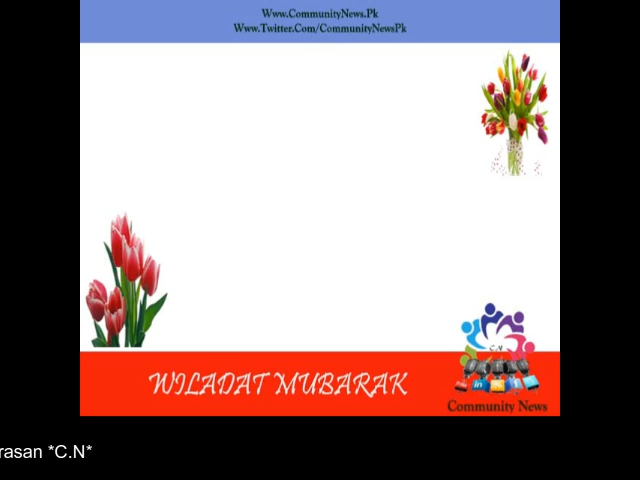 Www.CommunityNews.Pk
Www.Twitter.Com/CommunityNewsPk
C.N
WILADAT MUBARAK
Community News
rasan *C.N*